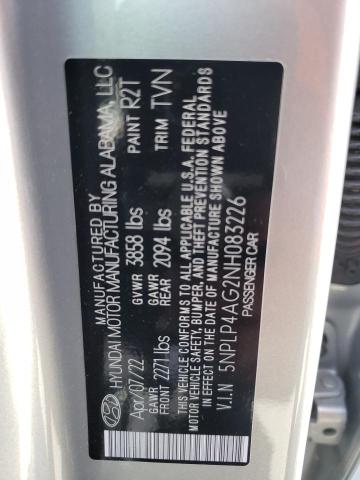 MANUFACTURED BY
HYUNDAI MOTOR MANUFACTURING ALABAMA, LLC
Apr/07/22 GVWR 3858 lbs PAINT R2T
GAWR FRONT 2271 lbs GAWR REAR 2094 lbs TRIM TVN
THIS VEHICLE CONFORMS TO ALL APPLICABLE U.S.A. FEDERAL
MOTOR VEHICLE SAFETY, BUMPER, AND THEFT PREVENTION STANDARDS
IN EFFECT ON THE DATE OF MANUFACTURE SHOWN ABOVE
V.I.N 5NPLP4AG2NH083226
PASSENGER CAR